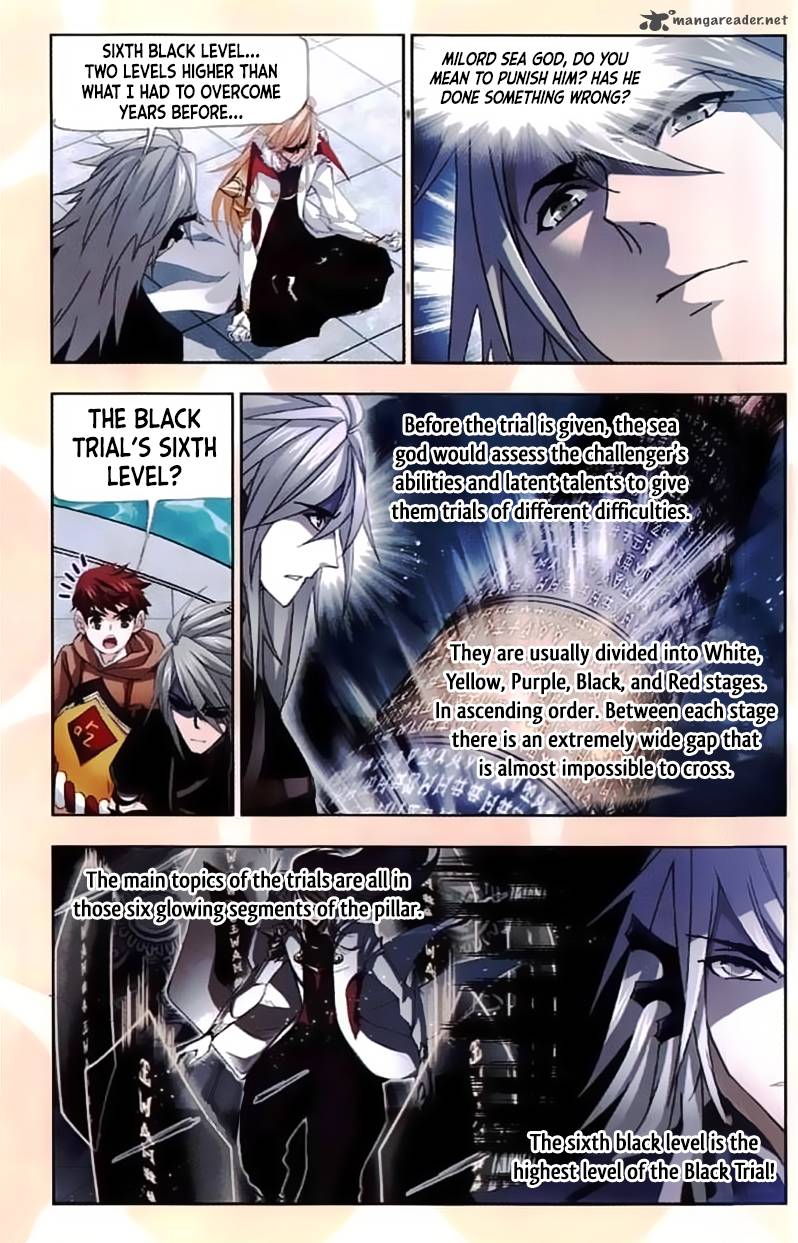 mangareader.net
SIXTH BLACK LEVEL...
TWO LEVELS HIGHER THAN
WHAT I HAD TO OVERCOME
YEARS BEFORE...
MILORD SEA GOD, DO YOU
MEAN TO PUNISH HIM? HAS HE
DONE SOMETHING WRONG?
THE BLACK
TRIAL'S SIXTH
LEVEL?
Before the trial is given, the sea
god would assess the challenger's
abilities and latent talents to give
them trials of different difficulties.
They are usually divided into White,
Yellow, Purple, Black, and Red stages.
In ascending order. Between each stage
there is an extremely wide gap that
is almost impossible to cross.
The main topics of the trials are all in
those six glowing segments of the pillar.
The sixth black level is the
highest level of the Black Trial!